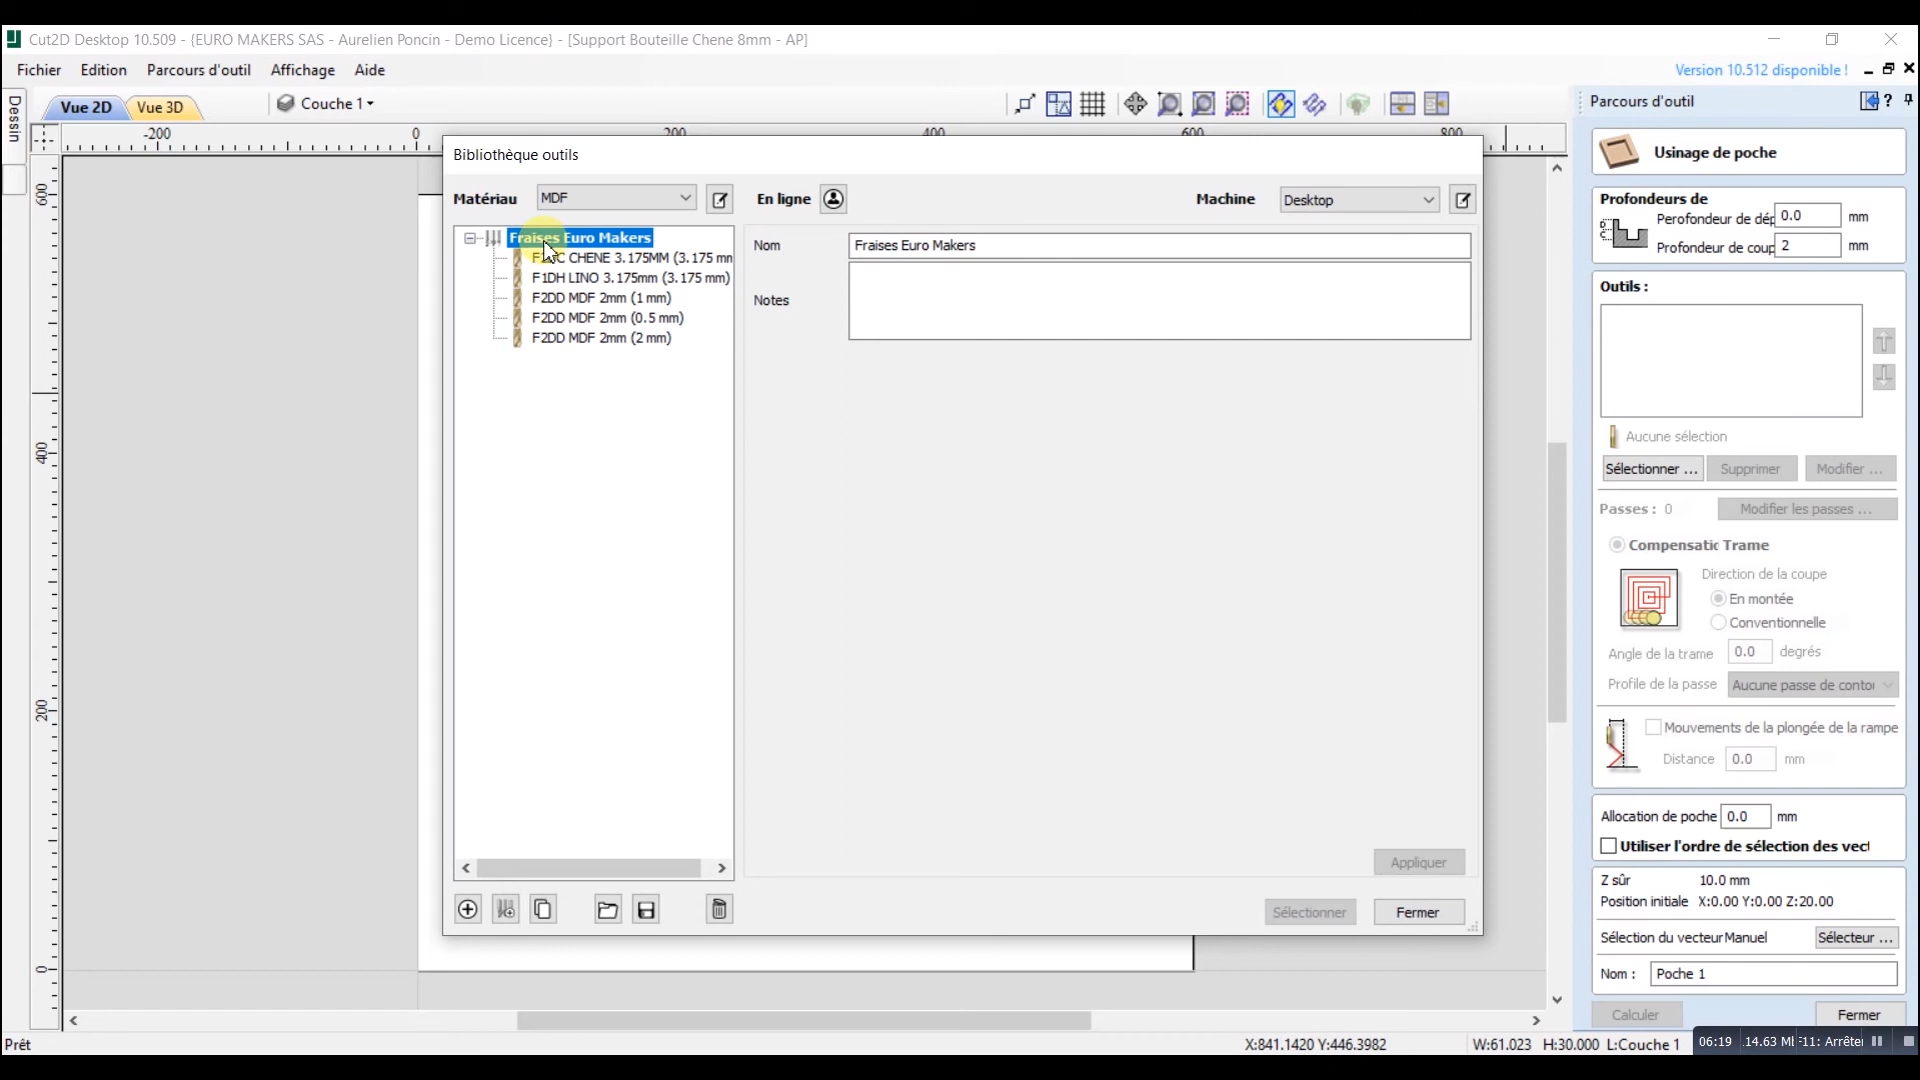 Cut2D Desktop 10.509 - {EURO MAKERS SAS - Aurelien Poncin - Demo Licence} - [Support Bouteille Chene 8mm - AP]
Fichier Edition Parcours d'outil Affichage Aide
Version 10.512 disponible !
Dessin
Vue 2D Vue 3D Couche 1
Parcours d'outil ?
-200 0 200 400 600 800
600
400
200
0
Bibliothèque outils
Matériau MDF En ligne Machine Desktop
Fraises Euro Makers
CHENE 3.175MM (3.175 mm
F1DH LINO 3.175mm (3.175 mm)
F2DD MDF 2mm (1 mm)
F2DD MDF 2mm (0.5 mm)
F2DD MDF 2mm (2 mm)
Nom Fraises Euro Makers
Notes
Appliquer
Sélectionner Fermer
Usinage de poche
Profondeurs de
Perofondeur de dép 0.0 mm
Profondeur de coup 2 mm
Outils :
Aucune sélection
Sélectionner ... Supprimer Modifier ...
Passes : 0 Modifier les passes ...
Compensatic Trame
Direction de la coupe
En montée
Conventionnelle
Angle de la trame 0.0 degrés
Profile de la passe Aucune passe de contou
Mouvements de la plongée de la rampe
Distance 0.0 mm
Allocation de poche 0.0 mm
Utiliser l'ordre de sélection des vect
Z sûr 10.0 mm
Position initiale X:0.00 Y:0.00 Z:20.00
Sélection du vecteur Manuel Sélecteur ...
Nom : Poche 1
Calculer Fermer
Prêt
X:841.1420 Y:446.3982
W:61.023 H:30.000 L:Couche 1
06:19 14.63 F11: Arrêter